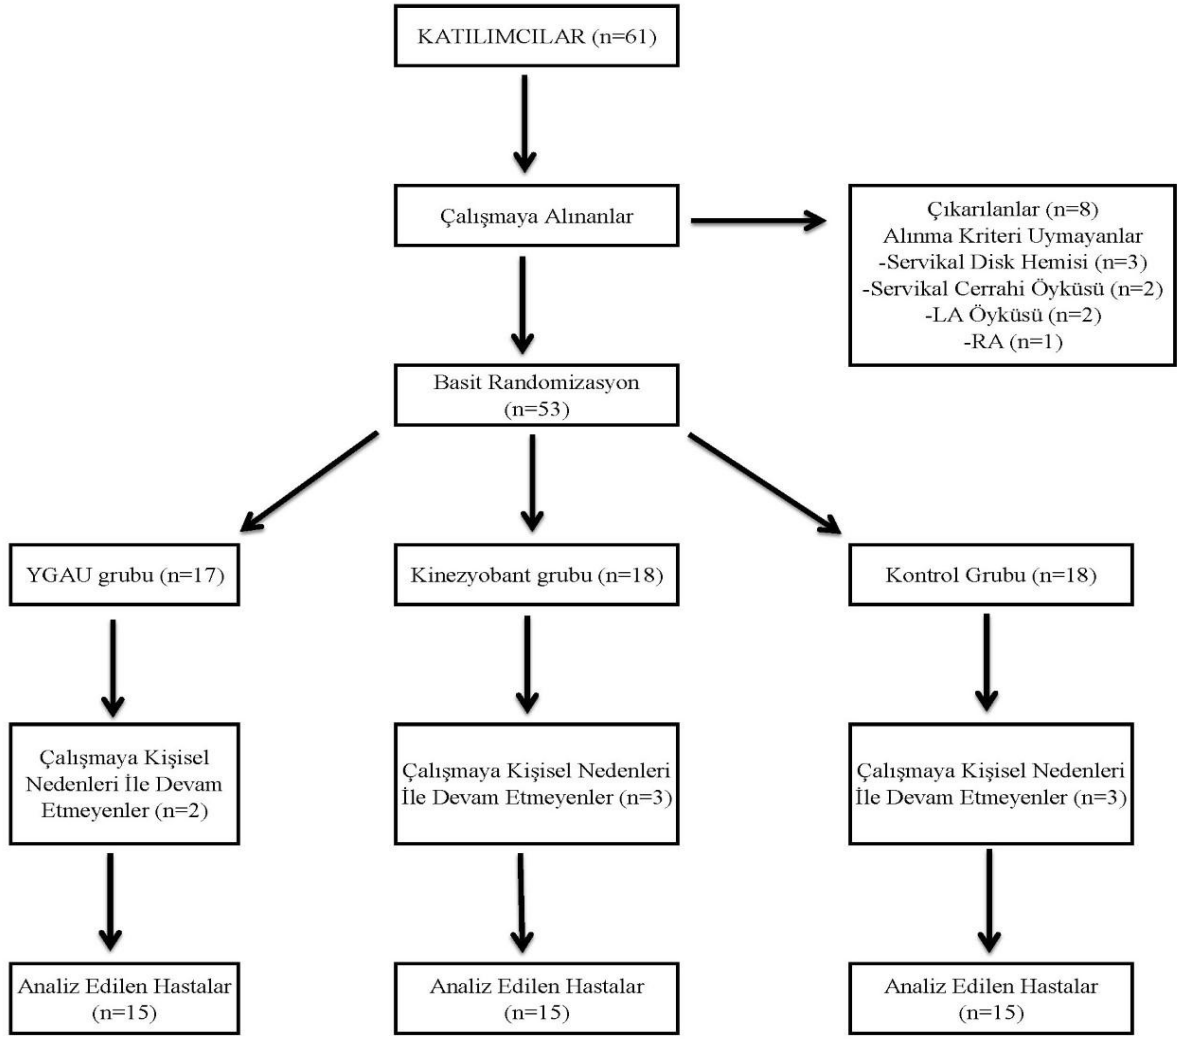 KATILIMCILAR (n=61)
Çalışmaya Alınanlar
Çıkarılanlar (n=8)
Alınma Kriteri Uymayanlar
-Servikal Disk Hemisi (n=3)
-Servikal Cerrahi Öyküsü (n=2)
-LA Öyküsü (n=2)
-RA (n=1)
Basit Randomizasyon
(n=53)
YGAU grubu (n=17)
Kinezyobant grubu (n=18)
Kontrol Grubu (n=18)
Çalışmaya Kişisel
Nedenleri İle Devam
Etmeyenler (n=2)
Çalışmaya Kişisel Nedenleri
İle Devam Etmeyenler (n=3)
Çalışmaya Kişisel Nedenleri
İle Devam Etmeyenler (n=3)
Analiz Edilen Hastalar
(n=15)
Analiz Edilen Hastalar
(n=15)
Analiz Edilen Hastalar
(n=15)